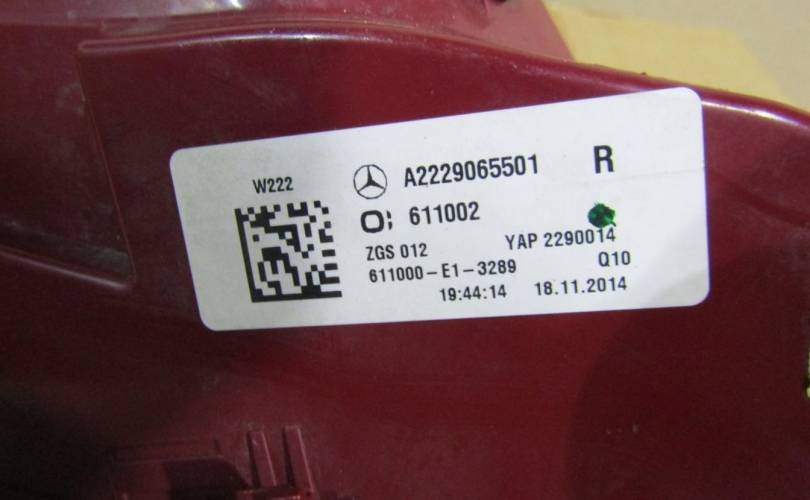 W222
A2229065501 R
611002
ZGS 012 YAP 2290014
611000-E1-3289 Q10
19:44:14 18.11.2014